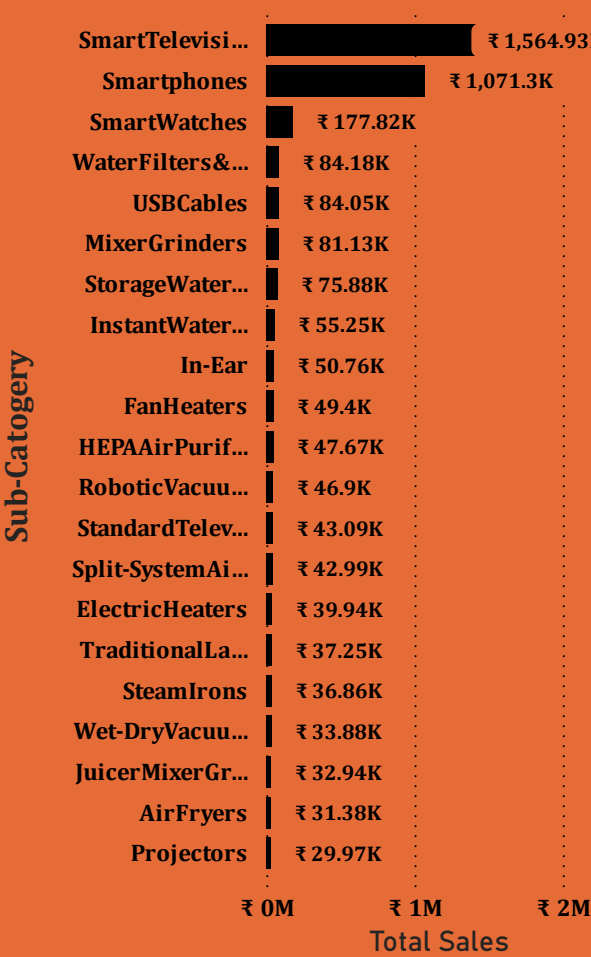 SmartTelevisi... ₹ 1,564.93
Smartphones ₹ 1,071.3K
SmartWatches ₹ 177.82K
WaterFilters&... ₹ 84.18K
USBCables ₹ 84.05K
MixerGrinders ₹ 81.13K
StorageWater... ₹ 75.88K
InstantWater... ₹ 55.25K
In-Ear ₹ 50.76K
FanHeaters ₹ 49.4K
HEPAAirPurif... ₹ 47.67K
RoboticVacuu... ₹ 46.9K
StandardTelev... ₹ 43.09K
Split-SystemAi... ₹ 42.99K
ElectricHeaters ₹ 39.94K
TraditionalLa... ₹ 37.25K
SteamIrons ₹ 36.86K
Wet-DryVacuu... ₹ 33.88K
JuicerMixerGr... ₹ 32.94K
AirFryers ₹ 31.38K
Projectors ₹ 29.97K
Sub-Catogery
₹ 0M ₹ 1M ₹ 2M
Total Sales